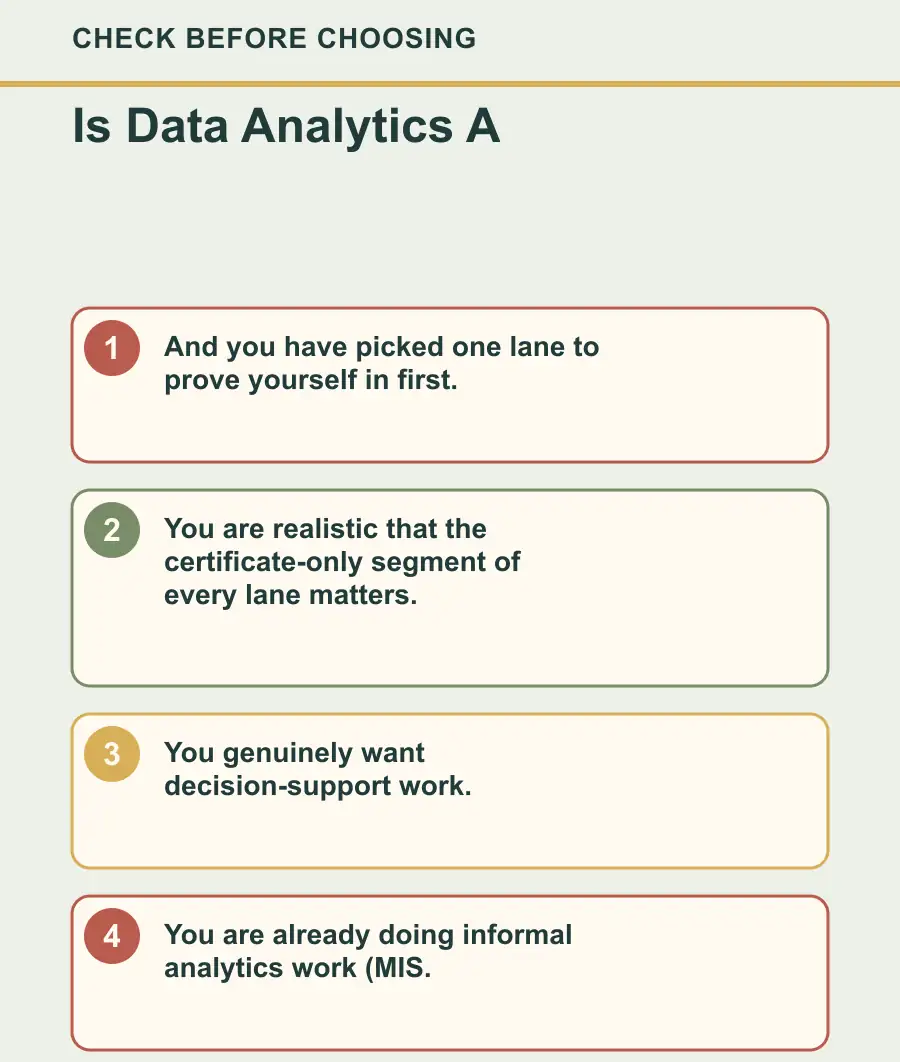 CHECK BEFORE CHOOSING
Is Data Analytics A
1
And you have picked one lane to
prove yourself in first.
2
You are realistic that the
certificate-only segment of
every lane matters.
3
You genuinely want
decision-support work.
4
You are already doing informal
analytics work (MIS.